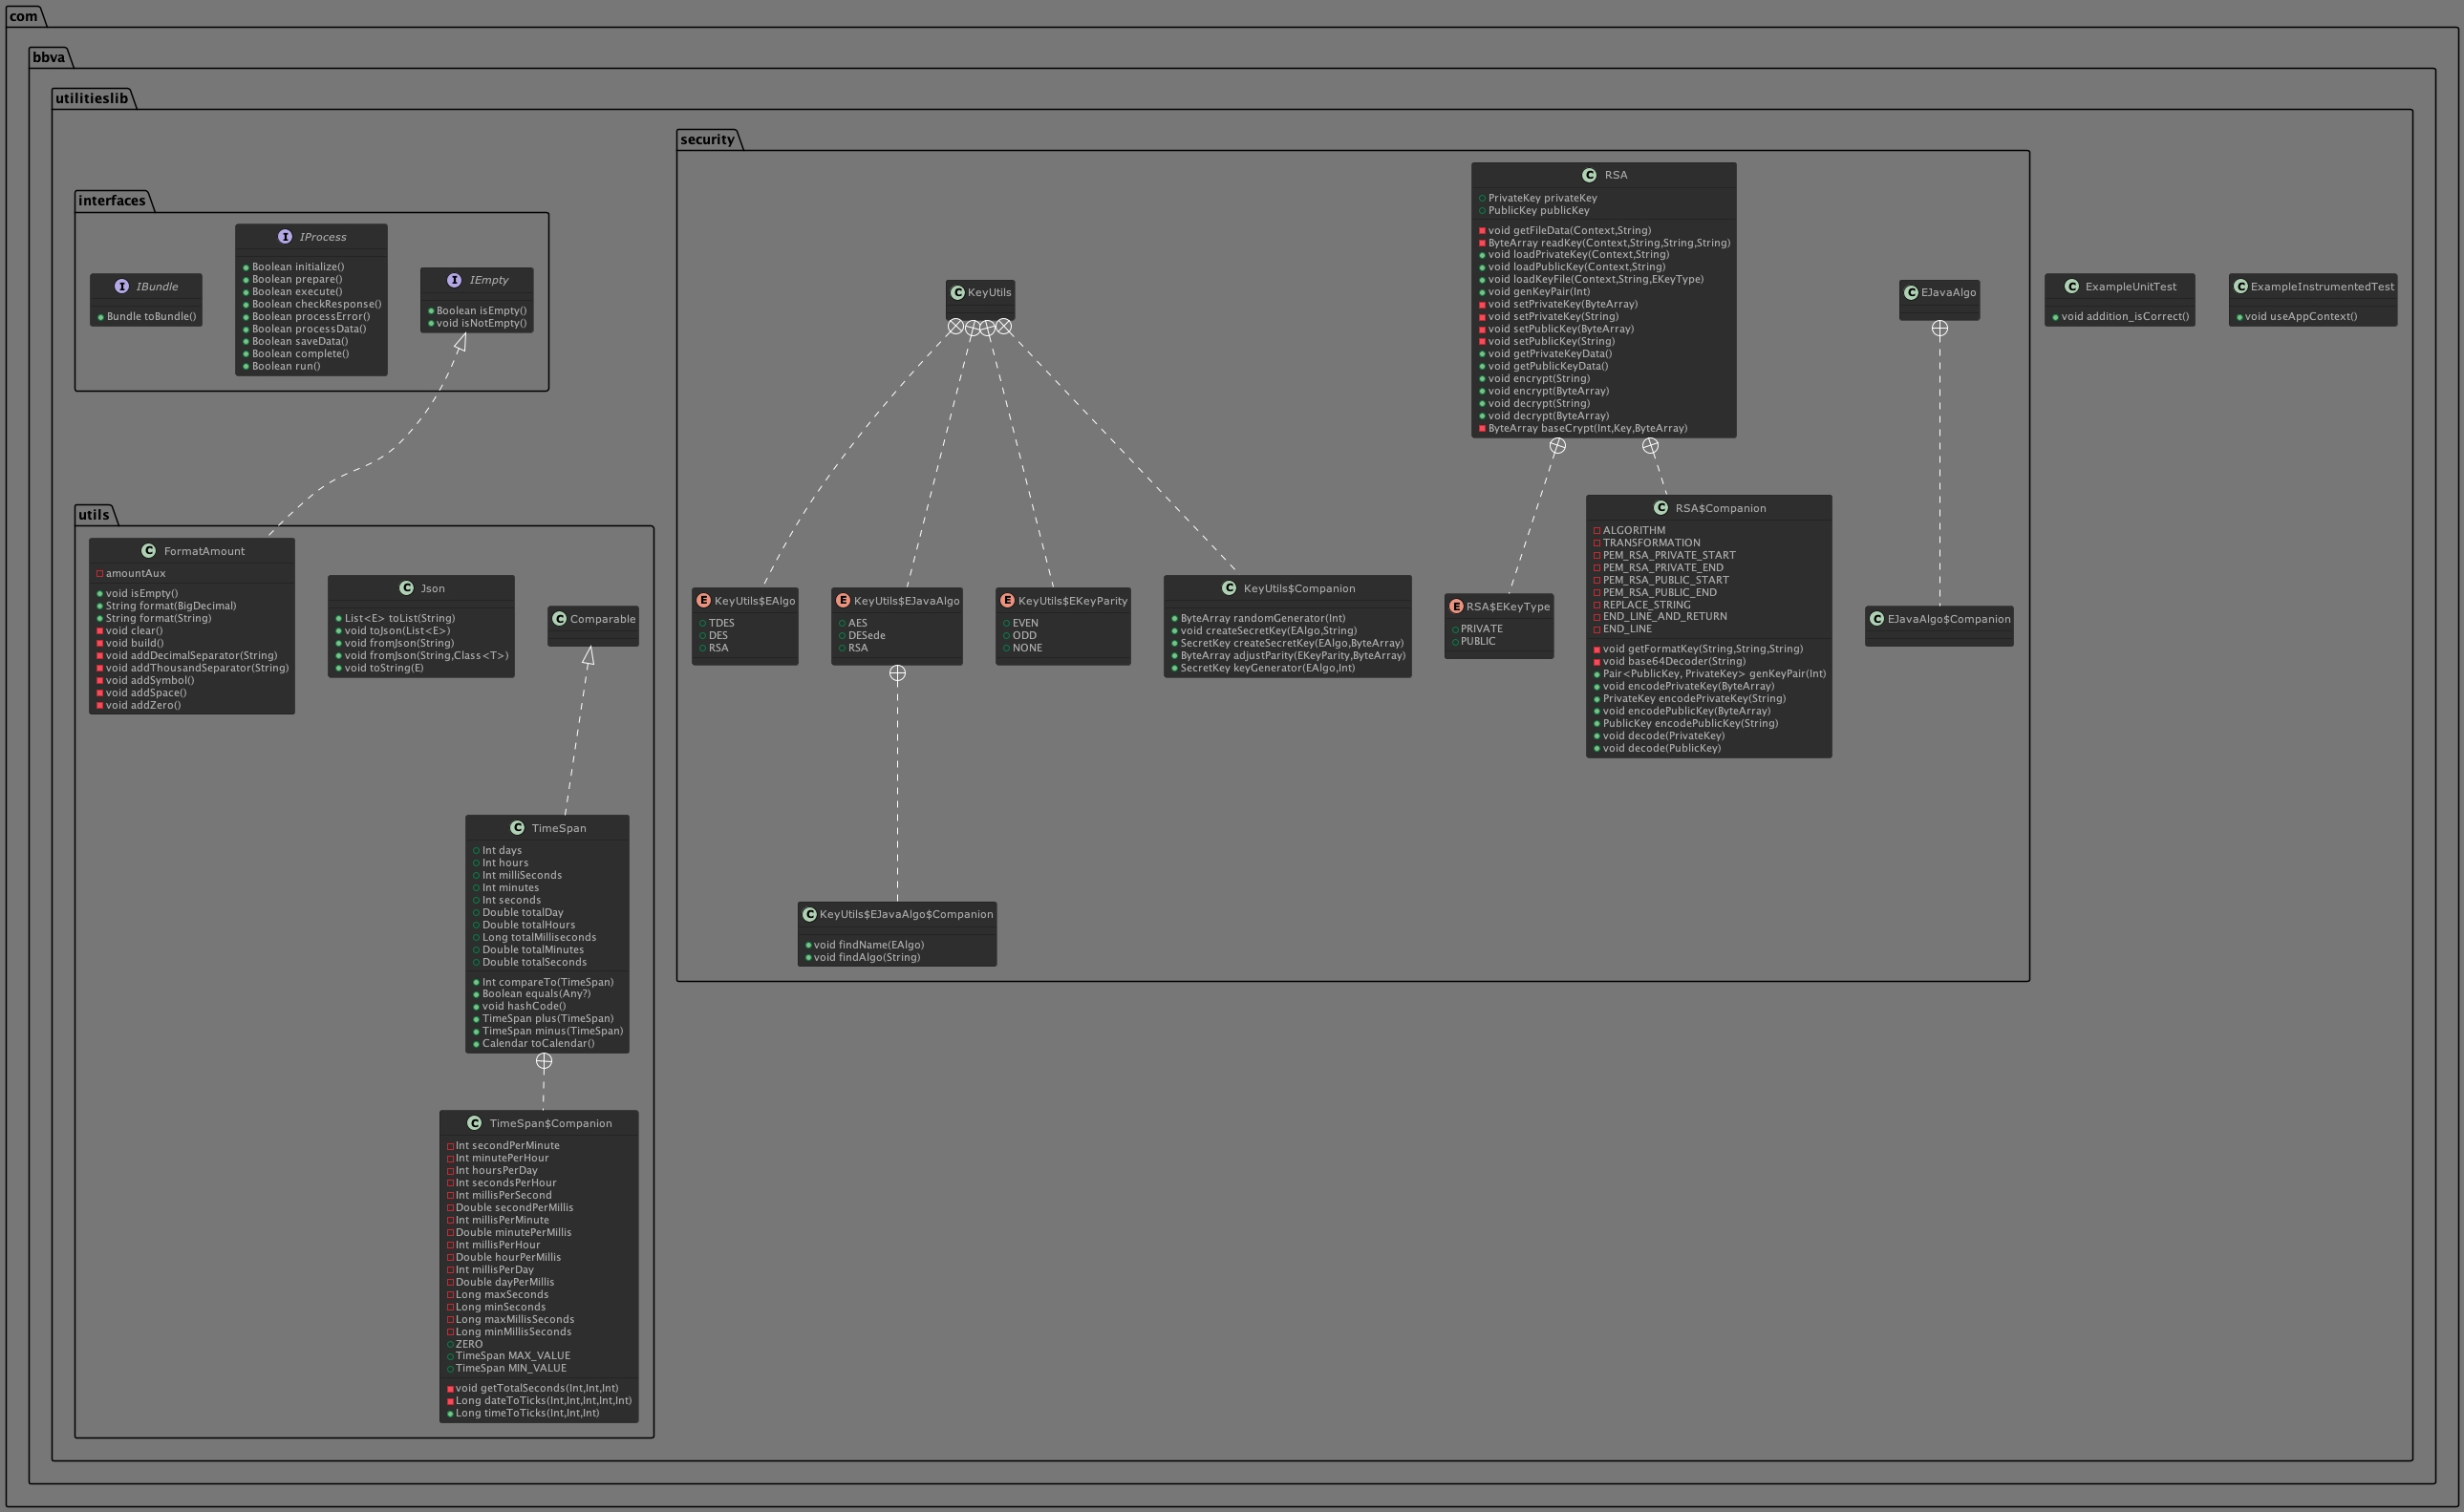 com
bbva
utilitieslib
interfaces
I IBundle
Bundle toBundle()
I IProcess
Boolean initialize()
Boolean prepare()
Boolean execute()
Boolean checkResponse()
Boolean processError()
Boolean processData()
Boolean saveData()
Boolean complete()
Boolean run()
I IEmpty
Boolean isEmpty()
void isNotEmpty()
utils
C FormatAmount
amountAux
void isEmpty()
String format(BigDecimal)
String format(String)
void clear()
void build()
void addDecimalSeparator(String)
void addThousandSeparator(String)
void addSymbol()
void addSpace()
void addZero()
C Json
List<E> toList(String)
void toJson(List<E>)
void fromJson(String)
void fromJson(String,Class<T>)
void toString(E)
C Comparable
C TimeSpan
Int days
Int hours
Int milliSeconds
Int minutes
Int seconds
Double totalDay
Double totalHours
Long totalMilliseconds
Double totalMinutes
Double totalSeconds
Int compareTo(TimeSpan)
Boolean equals(Any?)
void hashCode()
TimeSpan plus(TimeSpan)
TimeSpan minus(TimeSpan)
Calendar toCalendar()
C TimeSpan$Companion
Int secondPerMinute
Int minutePerHour
Int hoursPerDay
Int secondsPerHour
Int millisPerSecond
Double secondPerMillis
Int millisPerMinute
Double minutePerMillis
Int millisPerHour
Double hourPerMillis
Int millisPerDay
Double dayPerMillis
Long maxSeconds
Long minSeconds
Long maxMillisSeconds
Long minMillisSeconds
ZERO
TimeSpan MAX_VALUE
TimeSpan MIN_VALUE
void getTotalSeconds(Int,Int,Int)
Long dateToTicks(Int,Int,Int,Int,Int)
Long timeToTicks(Int,Int,Int)
security
C KeyUtils
E KeyUtils$EAlgo
TDES
DES
RSA
E KeyUtils$EJavaAlgo
AES
DESede
RSA
E KeyUtils$EKeyParity
EVEN
ODD
NONE
C KeyUtils$Companion
ByteArray randomGenerator(Int)
void createSecretKey(EAlgo,String)
SecretKey createSecretKey(EAlgo,ByteArray)
ByteArray adjustParity(EKeyParity,ByteArray)
SecretKey keyGenerator(EAlgo,Int)
C KeyUtils$EJavaAlgo$Companion
void findName(EAlgo)
void findAlgo(String)
C RSA
PrivateKey privateKey
PublicKey publicKey
void getFileData(Context,String)
ByteArray readKey(Context,String,String,String)
void loadPrivateKey(Context,String)
void loadPublicKey(Context,String)
void loadKeyFile(Context,String,EKeyType)
void genKeyPair(Int)
void setPrivateKey(ByteArray)
void setPrivateKey(String)
void setPublicKey(ByteArray)
void setPublicKey(String)
void getPrivateKeyData()
void getPublicKeyData()
void encrypt(String)
void encrypt(ByteArray)
void decrypt(String)
void decrypt(ByteArray)
ByteArray baseCrypt(Int,Key,ByteArray)
E RSA$EKeyType
PRIVATE
PUBLIC
C RSA$Companion
ALGORITHM
TRANSFORMATION
PEM_RSA_PRIVATE_START
PEM_RSA_PRIVATE_END
PEM_RSA_PUBLIC_START
PEM_RSA_PUBLIC_END
REPLACE_STRING
END_LINE_AND_RETURN
END_LINE
void getFormatKey(String,String,String)
void base64Decoder(String)
Pair<PublicKey, PrivateKey> genKeyPair(Int)
void encodePrivateKey(ByteArray)
PrivateKey encodePrivateKey(String)
void encodePublicKey(ByteArray)
PublicKey encodePublicKey(String)
void decode(PrivateKey)
void decode(PublicKey)
C EJavaAlgo
C EJavaAlgo$Companion
C ExampleUnitTest
void addition_isCorrect()
C ExampleInstrumentedTest
void useAppContext()